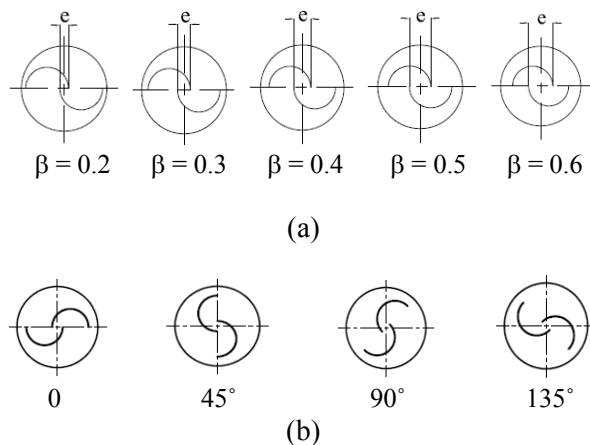 e e e e e
β = 0.2 β = 0.3 β = 0.4 β = 0.5 β = 0.6
(a)
0 45° 90° 135°
(b)